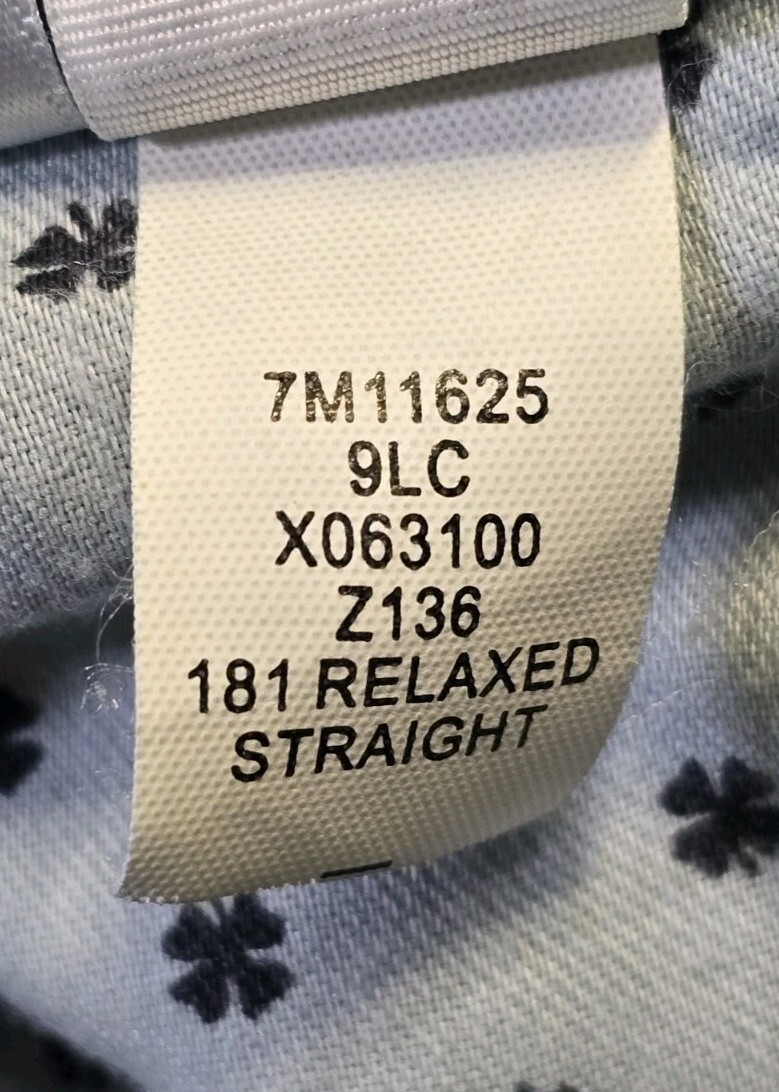 7M11625
9LC
X063100
Z136
181 RELAXED
STRAIGHT